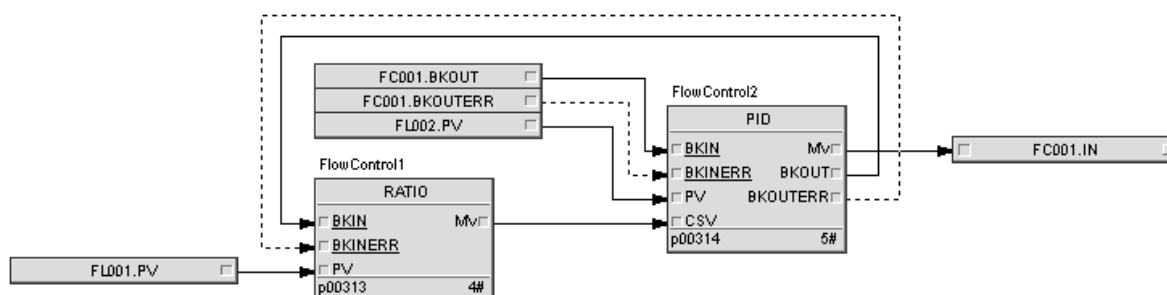 FC001.BKOUT
FC001.BKOUTERR
FL002.PV
FlowControl2
PID
BKIN Mv
BKINERR BKOUT
PV BKOUTERR
CSV
p00314 5#
FC001.IN
FlowControl1
RATIO
BKIN Mv
BKINERR
PV
p00313 4#
FL001.PV